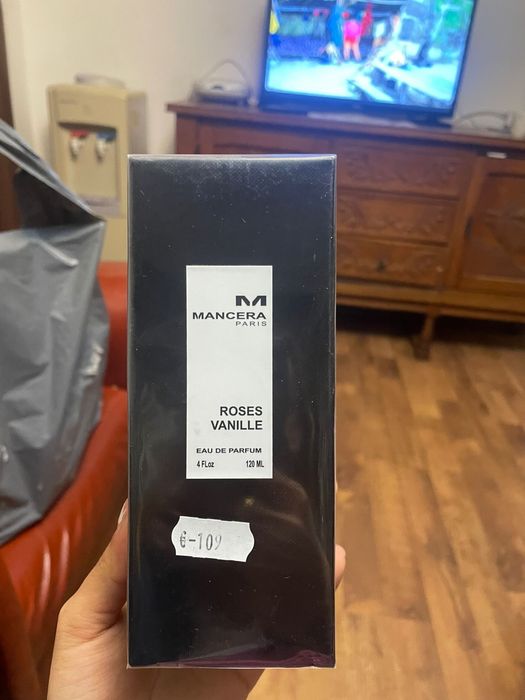 M
MANCERA
PARIS
ROSES
VANILLE
EAU DE PARFUM
4 FLoz 120 ML
€-109